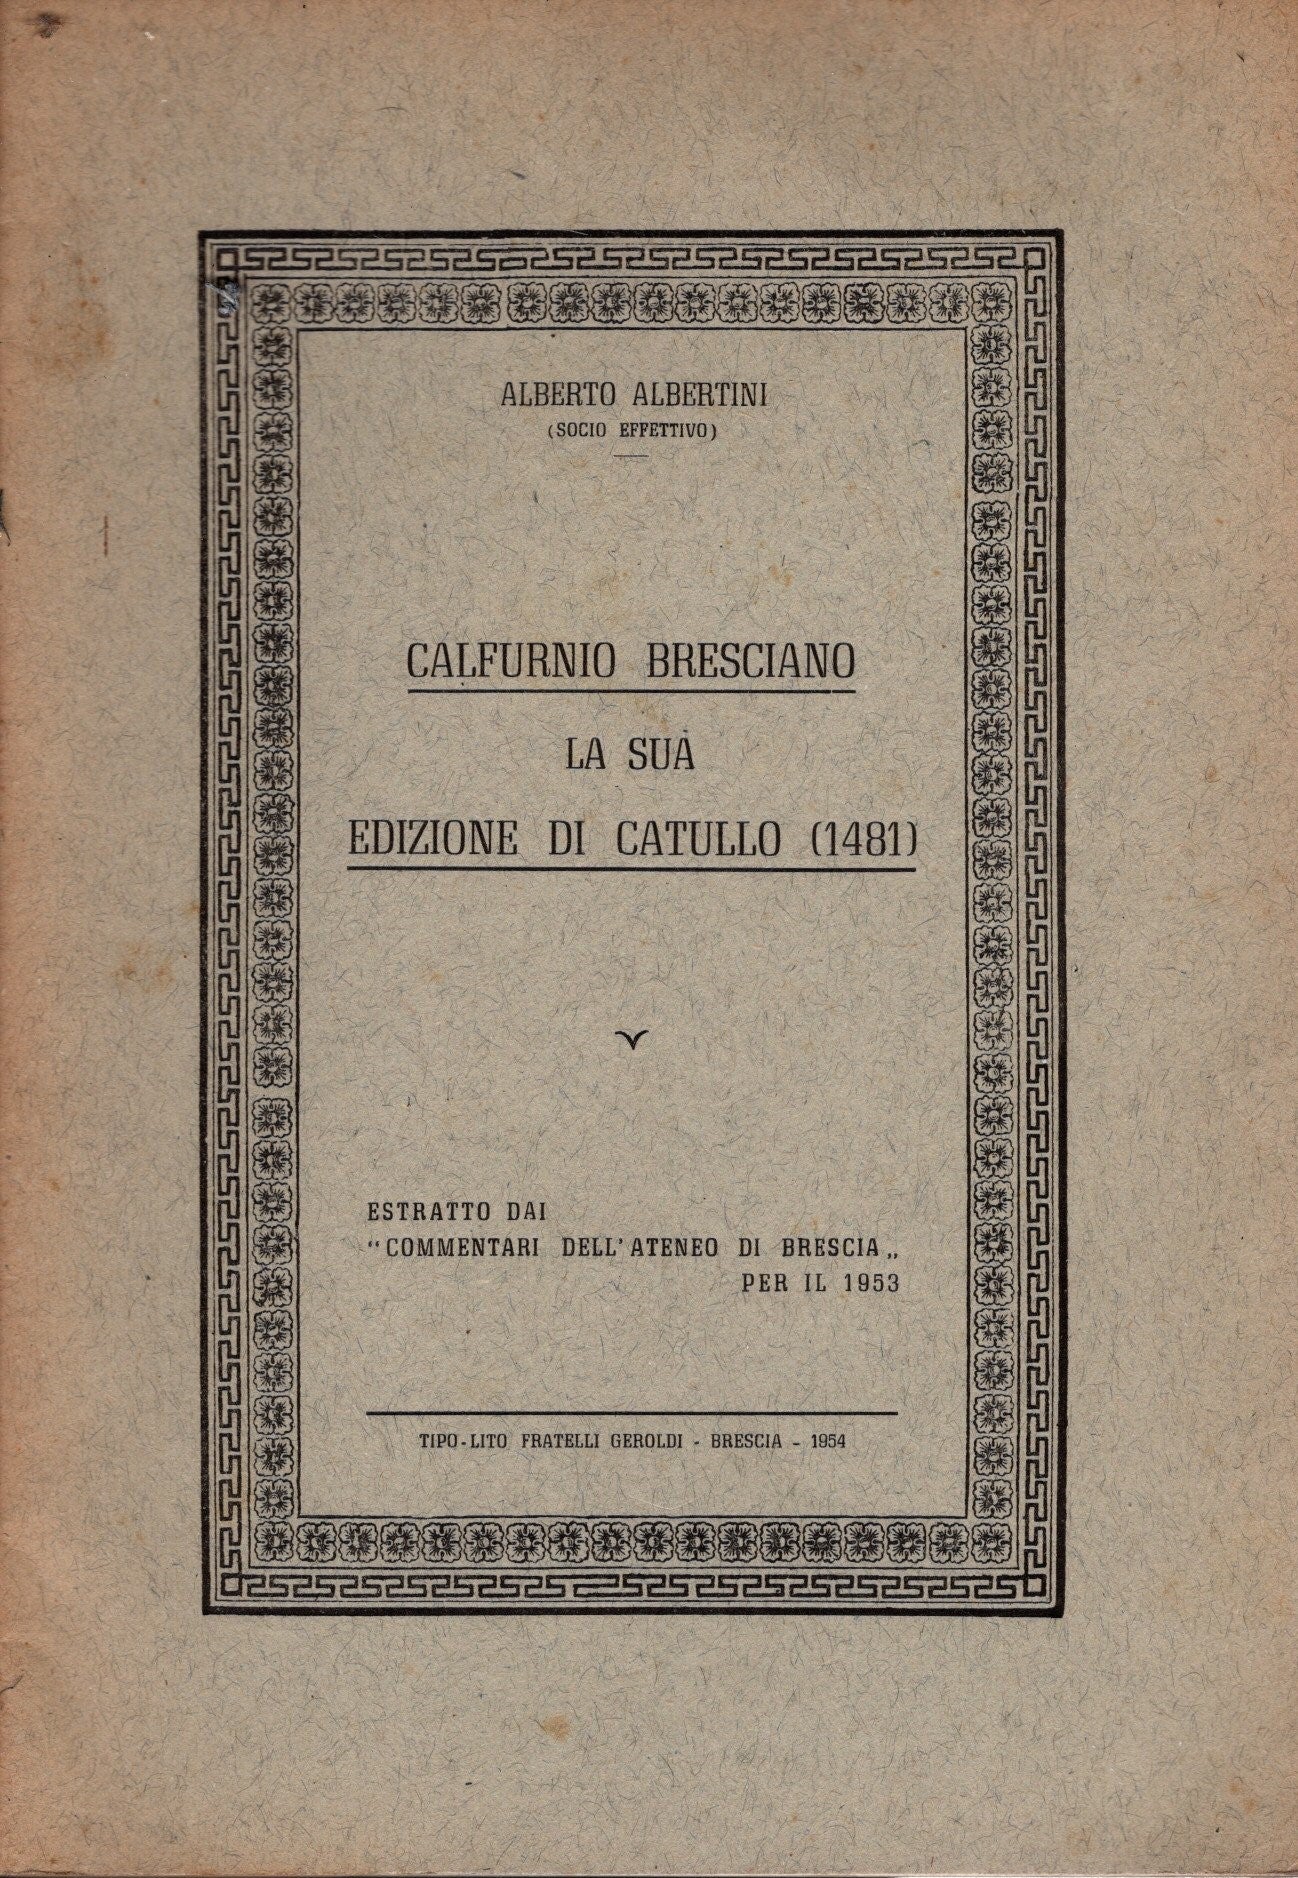 ALBERTO ALBERTINI
(SOCIO EFFETTIVO)
CALFURNIO BRESCIANO
LA SUA
EDIZIONE DI CATULLO (1481)
ESTRATTO DAI
“COMMENTARI DELL'ATENEO DI BRESCIA„
PER IL 1953
TIPO-LITO FRATELLI GEROLDI - BRESCIA - 1954